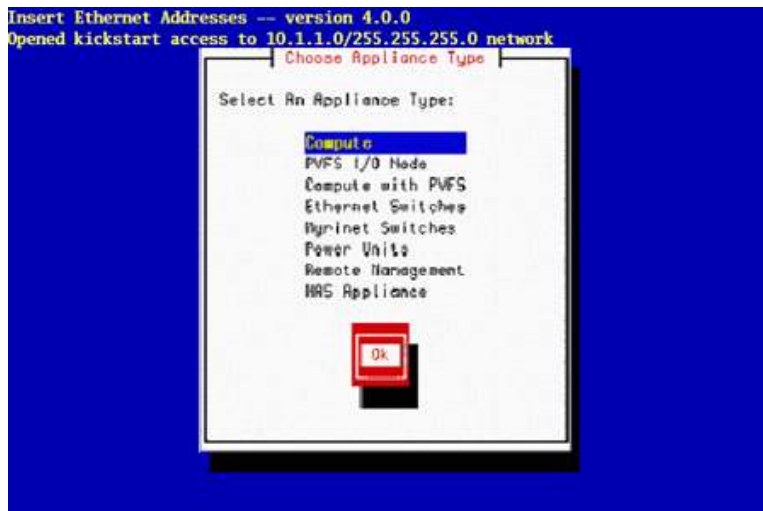 Insert Ethernet Addresses -- version 4.0.0
Opened kickstart access to 10.1.1.0/255.255.255.0 network
Choose Appliance Type
Select An Appliance Type:
Compute
PVFS I/O Node
Compute with PVFS
Ethernet Switches
Myrinet Switches
Power Units
Remote Management
NAS Appliance
Ok